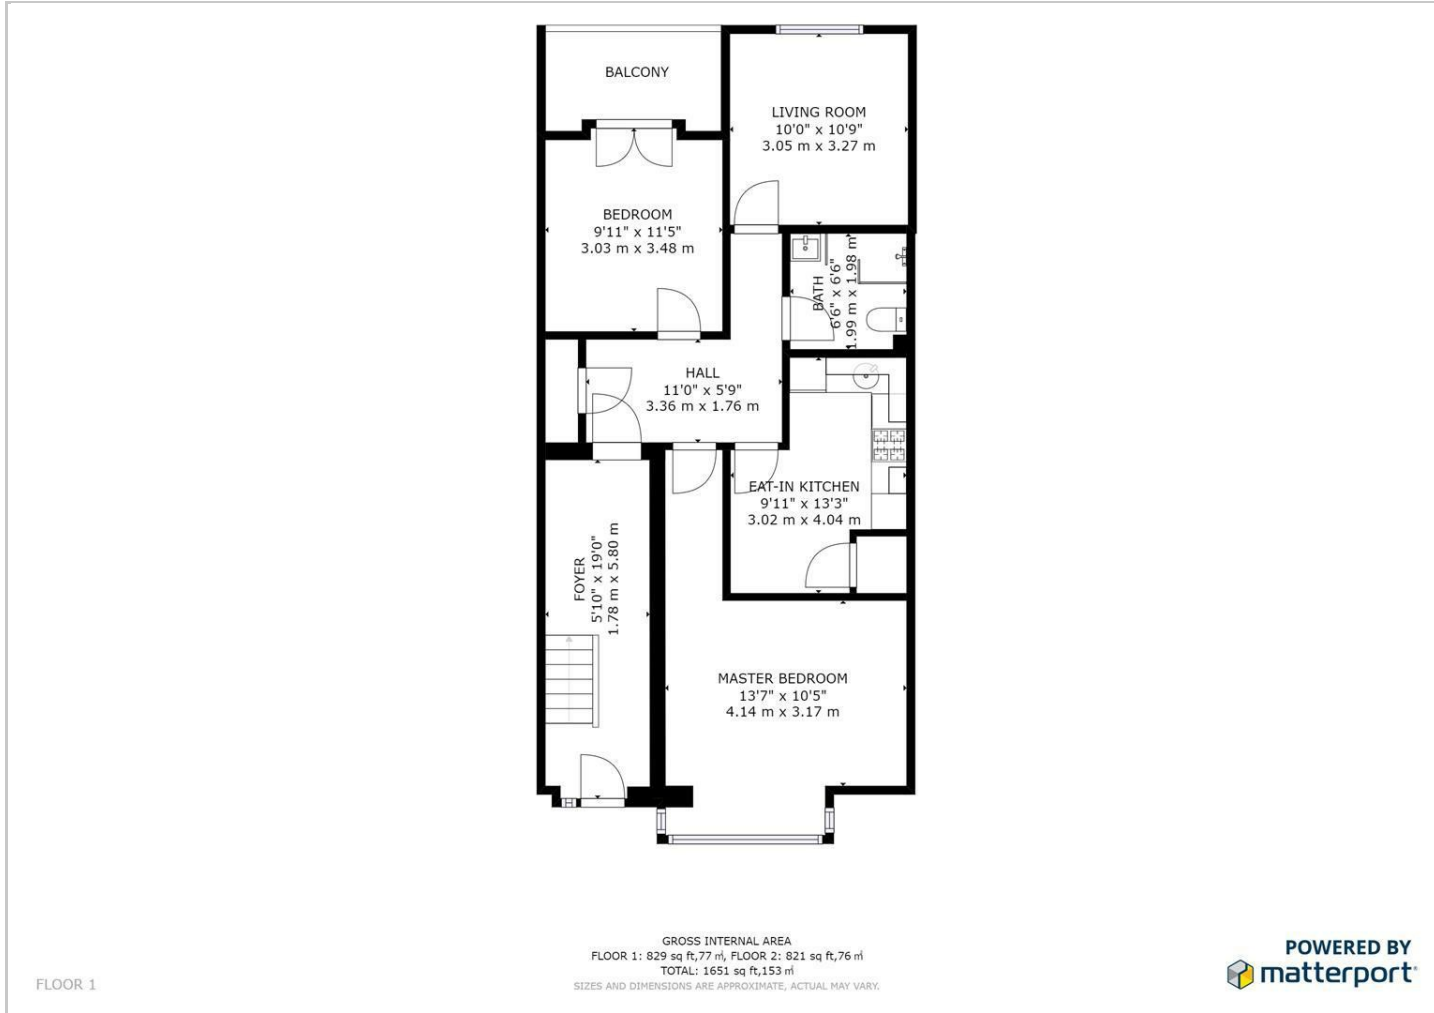 BALCONY
LIVING ROOM
10'0" x 10'9"
3.05 m x 3.27 m
BEDROOM
9'11" x 11'5"
3.03 m x 3.48 m
BATH
6'6" x 6'6"
1.99 m x 1.98 m
HALL
11'0" x 5'9"
3.36 m x 1.76 m
EAT-IN KITCHEN
9'11" x 13'3"
3.02 m x 4.04 m
FOYER
5'10" x 19'0"
1.78 m x 5.80 m
MASTER BEDROOM
13'7" x 10'5"
4.14 m x 3.17 m
GROSS INTERNAL AREA
FLOOR 1: 829 sq ft,77 ㎡, FLOOR 2: 821 sq ft,76 ㎡
TOTAL: 1651 sq ft,153 ㎡
SIZES AND DIMENSIONS ARE APPROXIMATE, ACTUAL MAY VARY.
FLOOR 1
POWERED BY
matterport